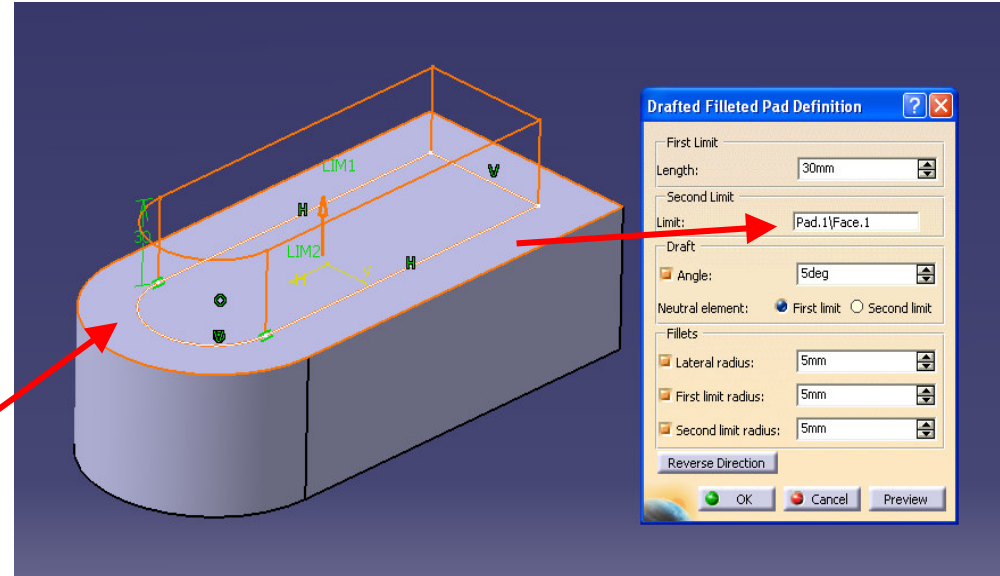 LIM1
V
H
30
LIM2
V
H
H
Drafted Filleted Pad Definition
First Limit
Length: 30mm
Second Limit
Limit: Pad.1\Face.1
Draft
Angle: 5deg
Neutral element: First limit Second limit
Fillets
Lateral radius: 5mm
First limit radius: 5mm
Second limit radius: 5mm
Reverse Direction
OK Cancel Preview